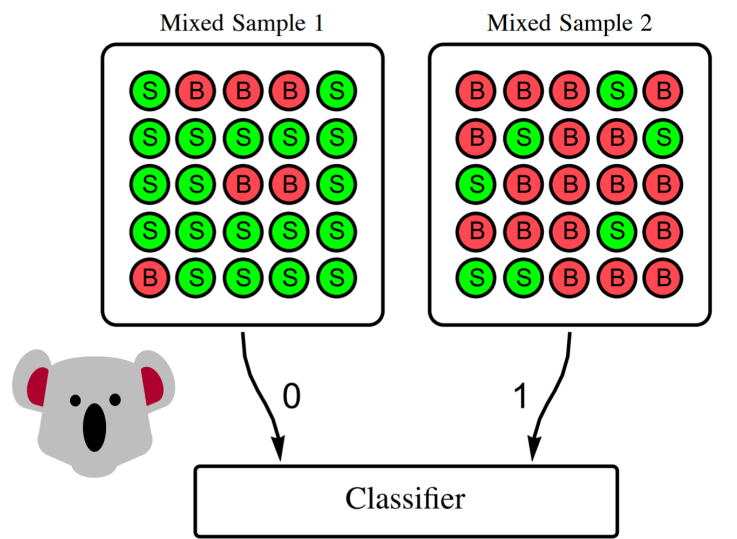 Mixed Sample 1
Mixed Sample 2
S B B B S
B B B S B
S S S S S
B S B B S
S S B B S
S B B B B
S S S S S
B B B S B
B S S S S
S S B B B
0
1
Classifier